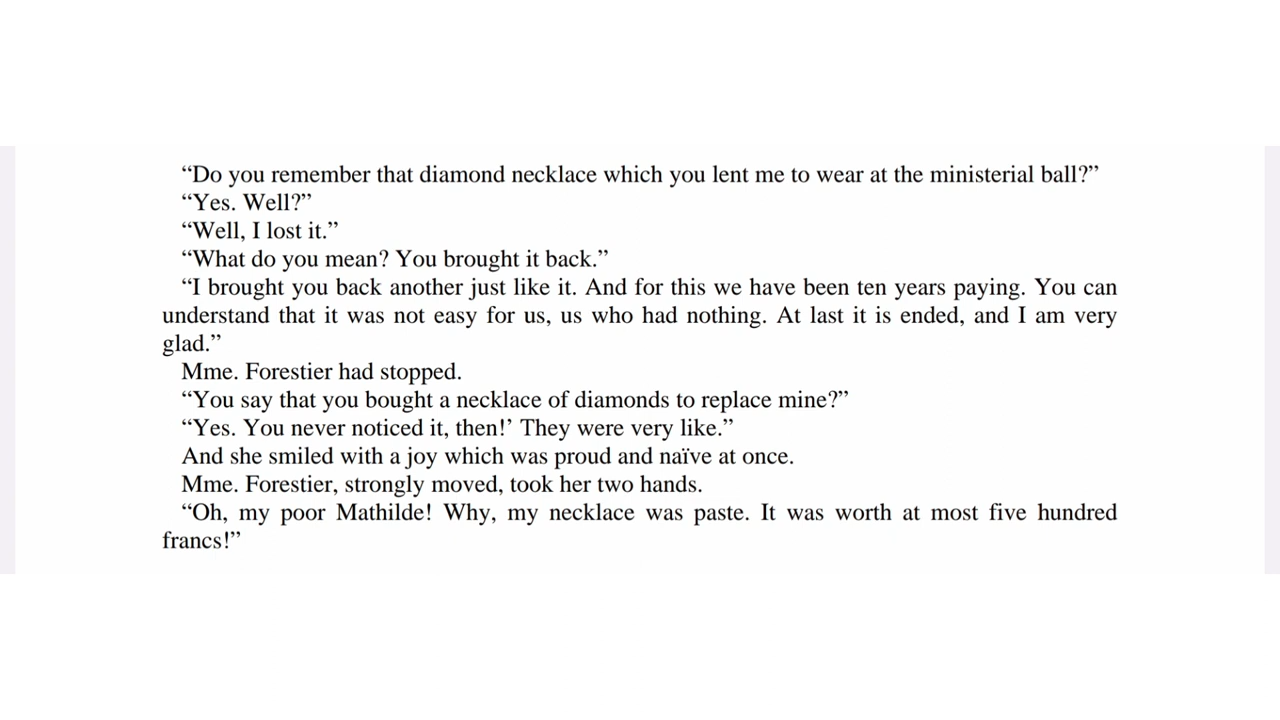 “Do you remember that diamond necklace which you lent me to wear at the ministerial ball?”
“Yes. Well?”
“Well, I lost it.”
“What do you mean? You brought it back.”
“I brought you back another just like it. And for this we have been ten years paying. You can
understand that it was not easy for us, us who had nothing. At last it is ended, and I am very
glad.”
Mme. Forestier had stopped.
“You say that you bought a necklace of diamonds to replace mine?”
“Yes. You never noticed it, then!’ They were very like.”
And she smiled with a joy which was proud and naïve at once.
Mme. Forestier, strongly moved, took her two hands.
“Oh, my poor Mathilde! Why, my necklace was paste. It was worth at most five hundred
francs!”